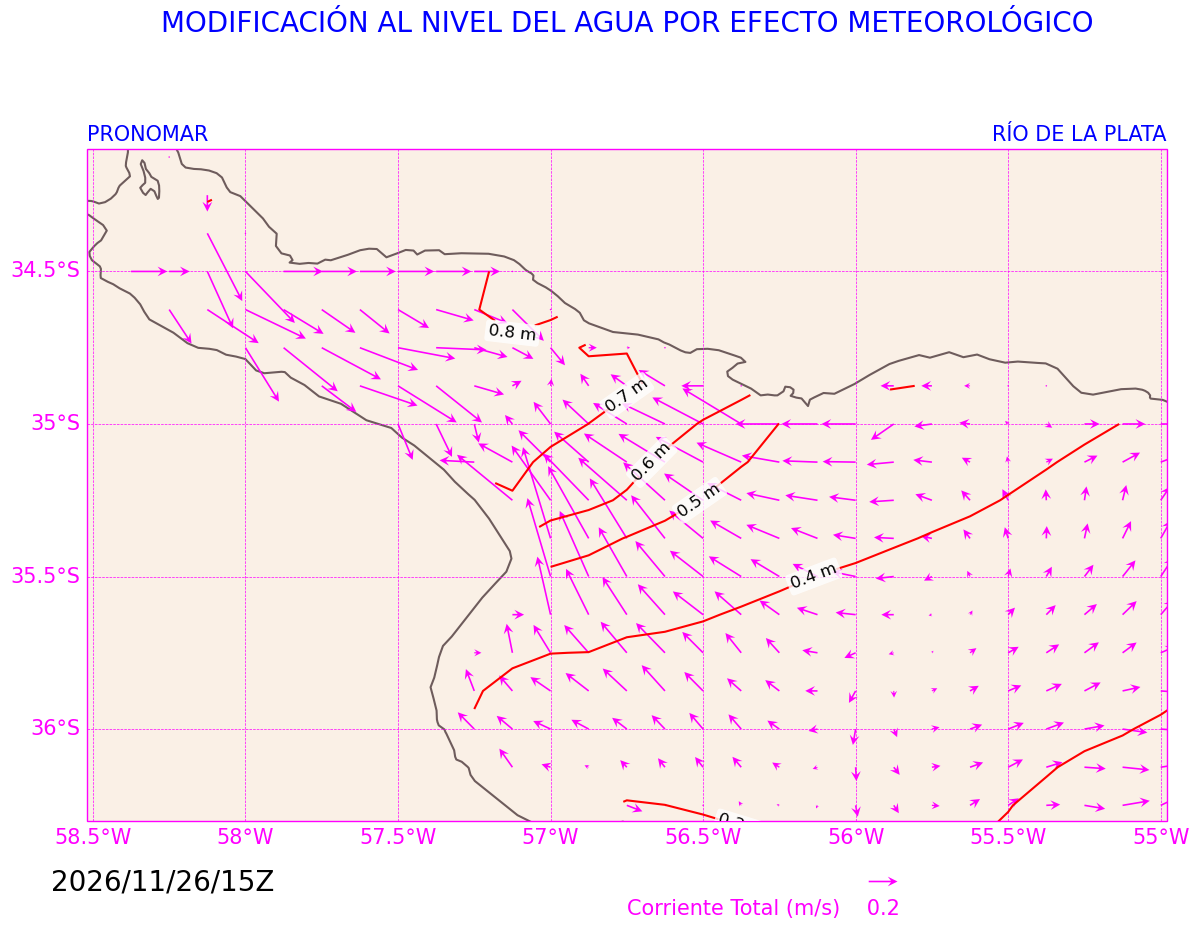 MODIFICACIÓN AL NIVEL DEL AGUA POR EFECTO METEOROLÓGICO
PRONOMAR
RÍO DE LA PLATA
34.5°S
35°S
35.5°S
36°S
0.8 m
0.7 m
0.6 m
0.5 m
0.4 m
58.5°W
58°W
57.5°W
57°W
56.5°W
56°W
55.5°W
55°W
2026/11/26/15Z
Corriente Total (m/s)
0.2